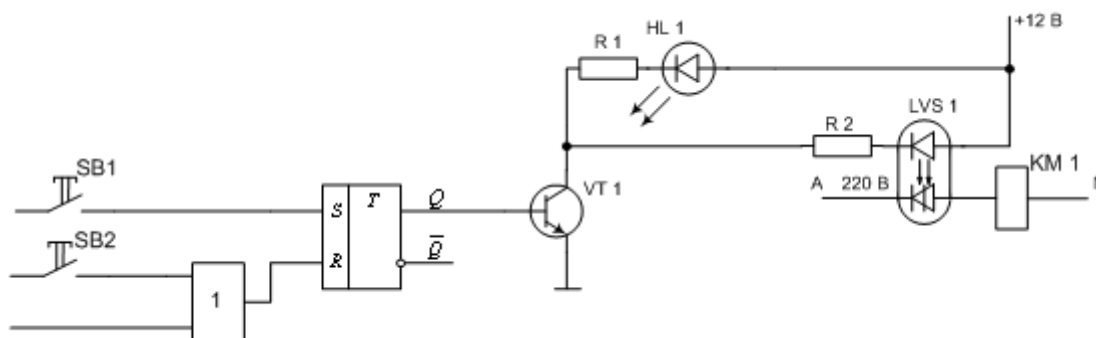 HL 1
+12 В
R 1
LVS 1
R 2
KM 1
SB1
A 220 В
VT 1
S T Q
SB2
R Q̅
1